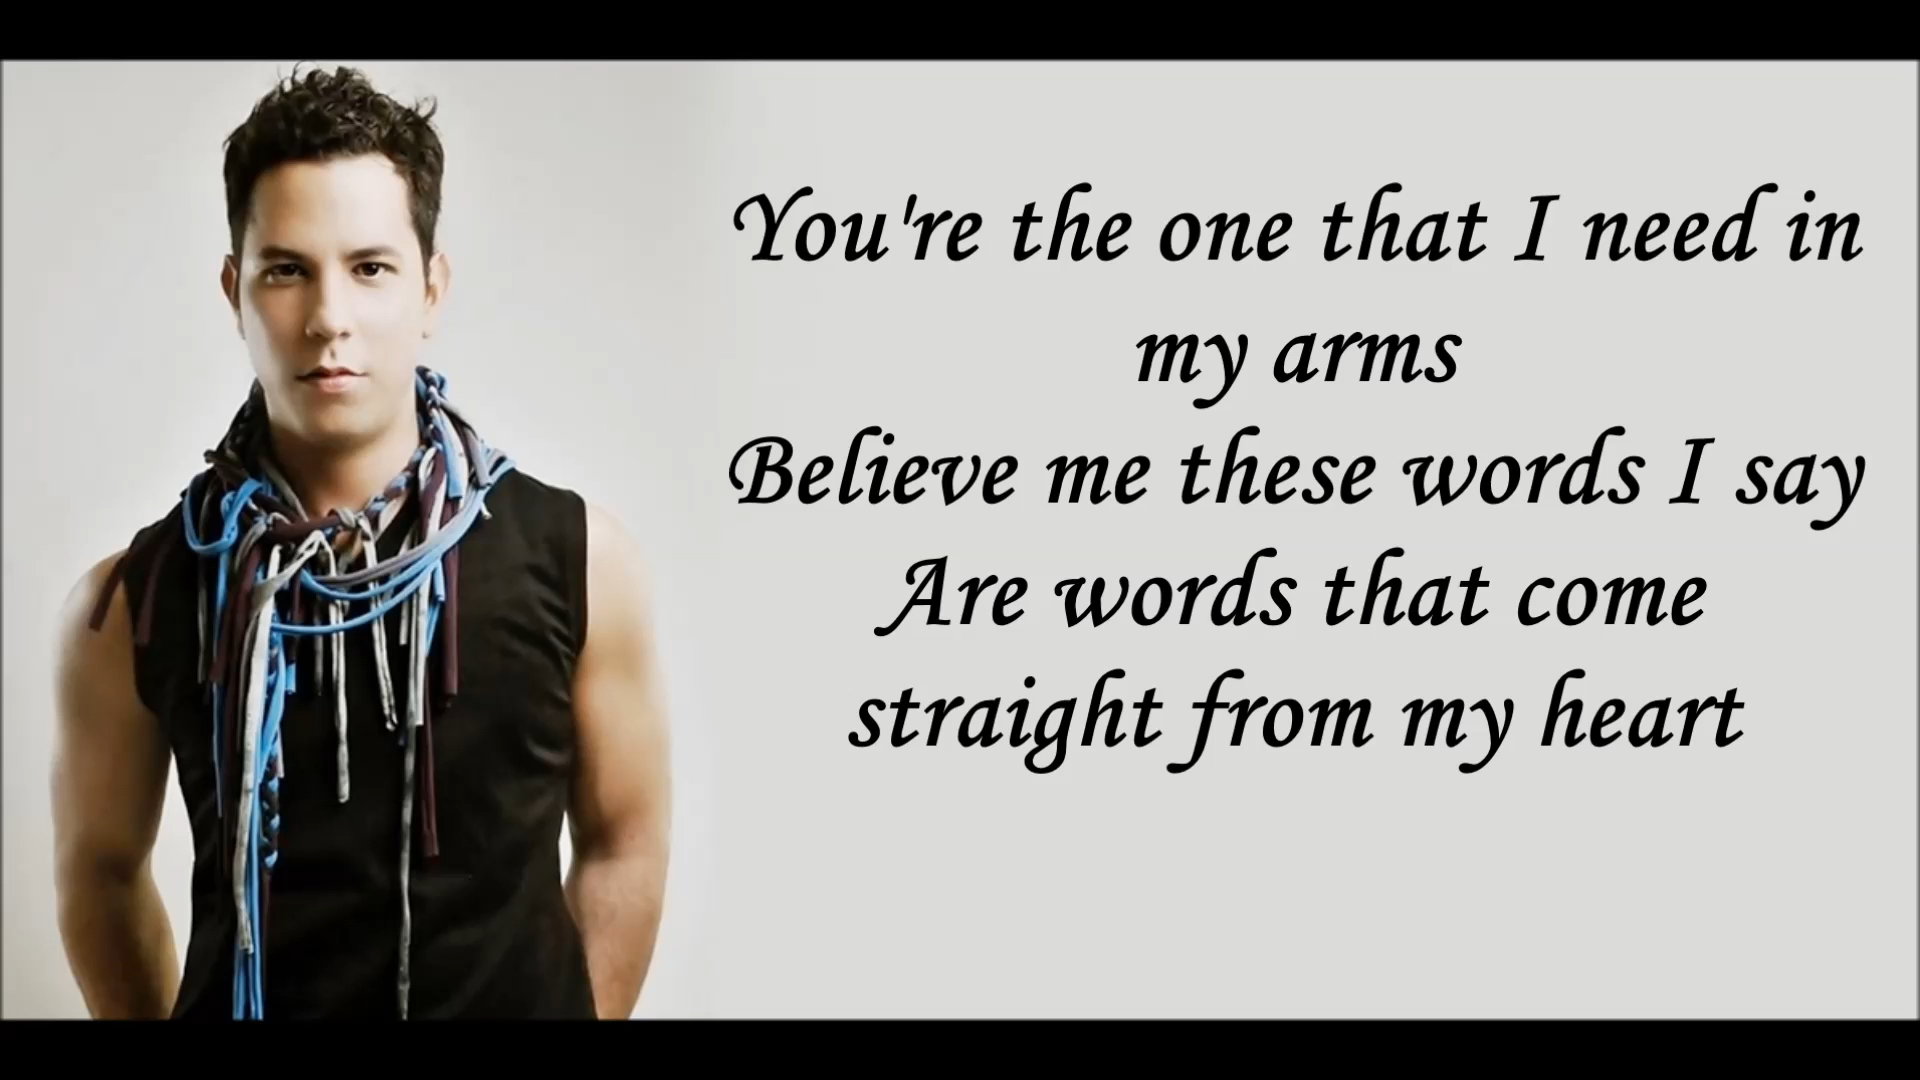 You're the one that I need in
my arms
Believe me these words I say
Are words that come
straight from my heart